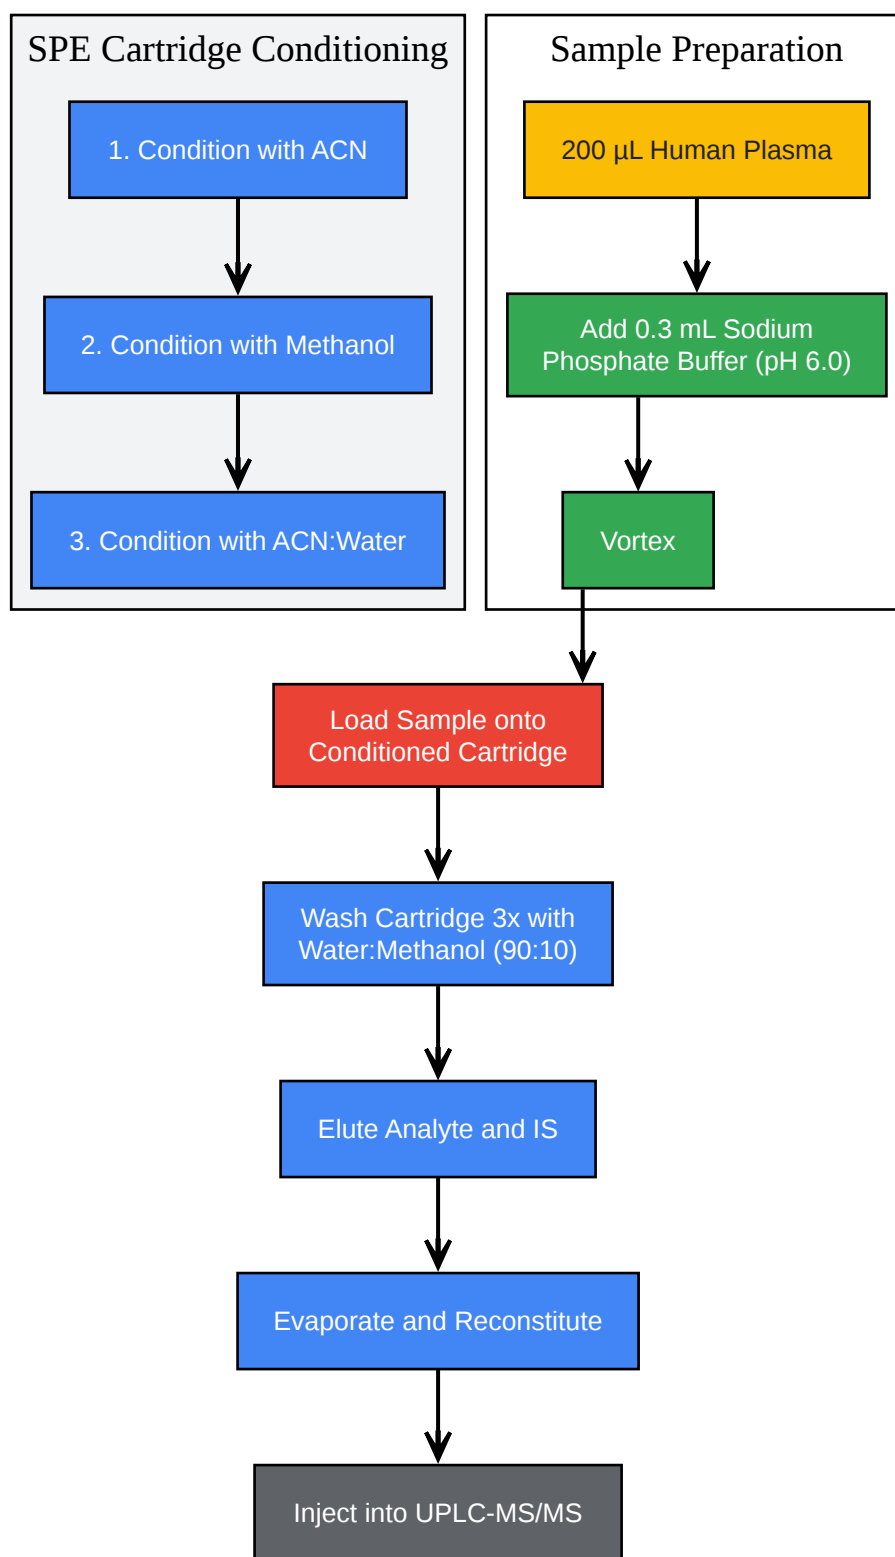 SPE Cartridge Conditioning
1. Condition with ACN
2. Condition with Methanol
3. Condition with ACN:Water
Sample Preparation
200 µL Human Plasma
Add 0.3 mL Sodium
Phosphate Buffer (pH 6.0)
Vortex
Load Sample onto
Conditioned Cartridge
Wash Cartridge 3x with
Water:Methanol (90:10)
Elute Analyte and IS
Evaporate and Reconstitute
Inject into UPLC-MS/MS